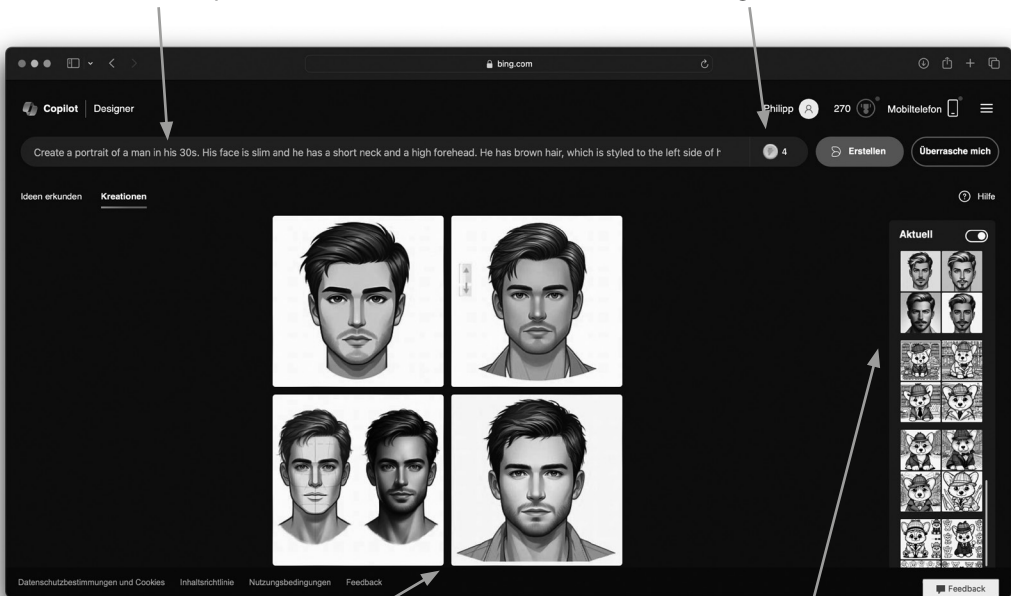 bing.com
Copilot Designer
Philipp 270 Mobiltelefon
Create a portrait of a man in his 30s. His face is slim and he has a short neck and a high forehead. He has brown hair, which is styled to the left side of h 4 Erstellen Überrasche mich
Ideen erkunden Kreationen Hilfe
Aktuell
Datenschutzbestimmungen und Cookies Inhaltsrichtlinie Nutzungsbedingungen Feedback
Feedback